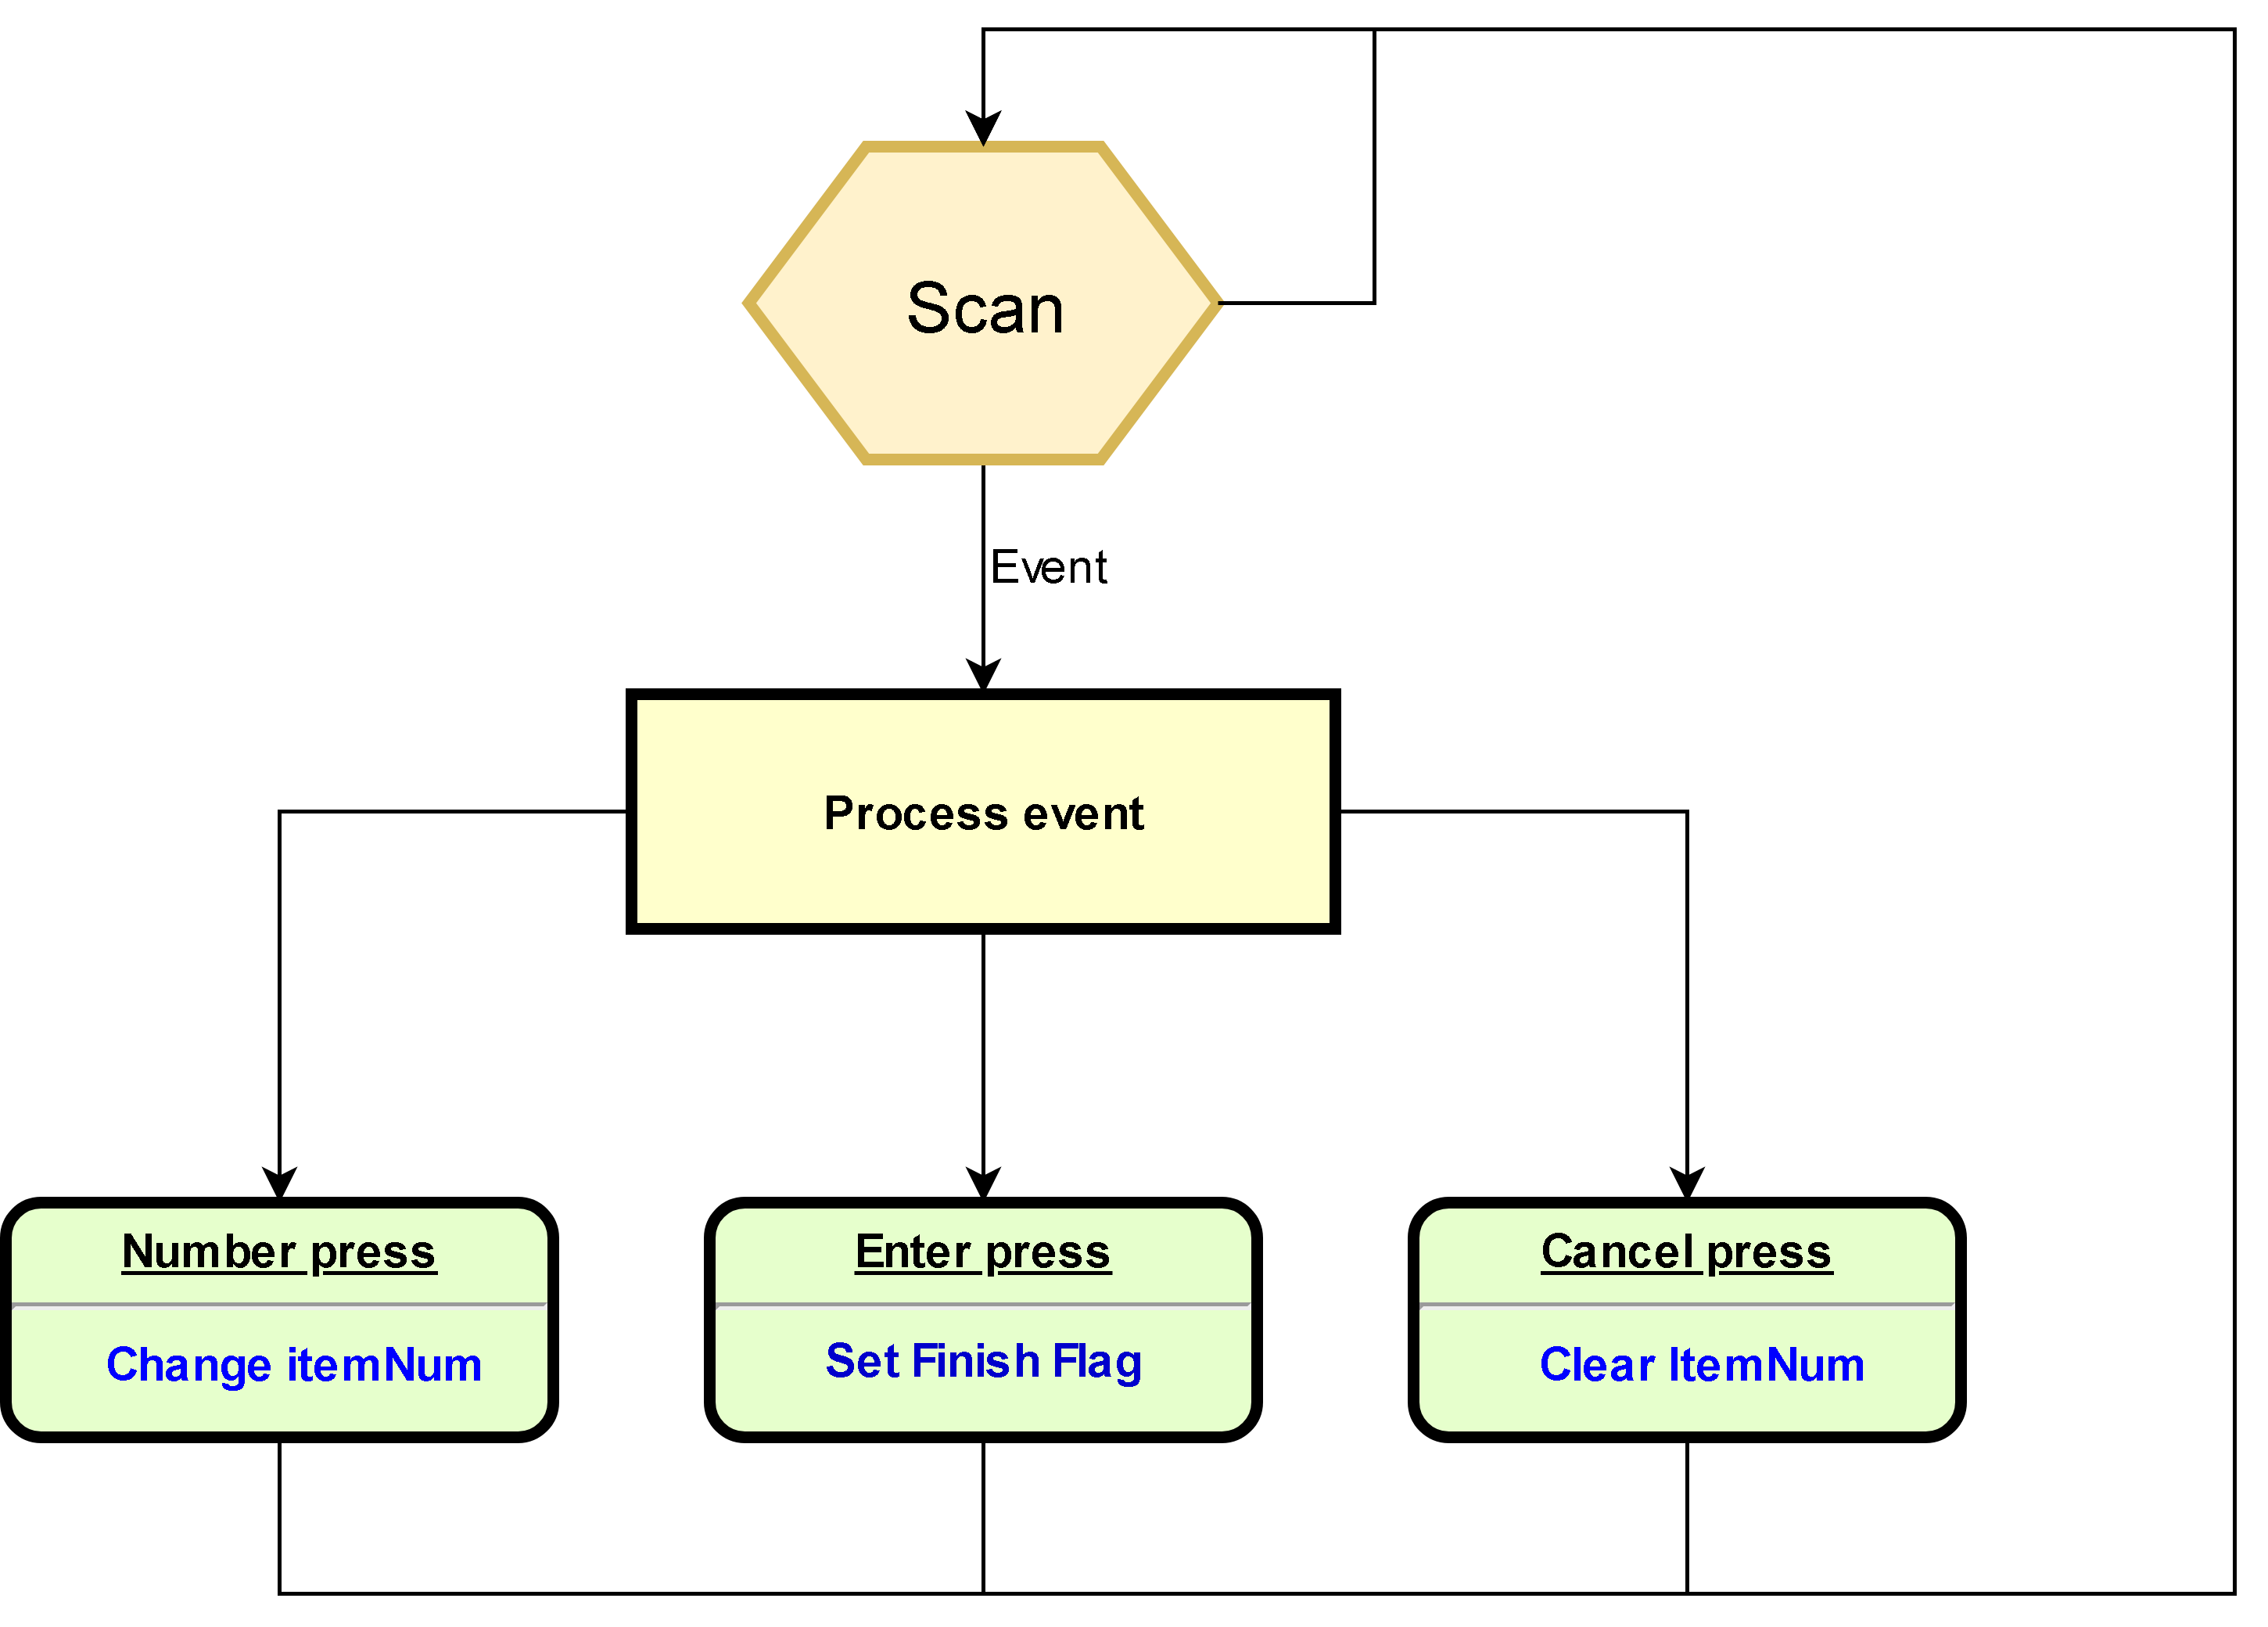 Scan
Event
Process event
Number press
Change itemNum
Enter press
Set Finish Flag
Cancel press
Clear ItemNum